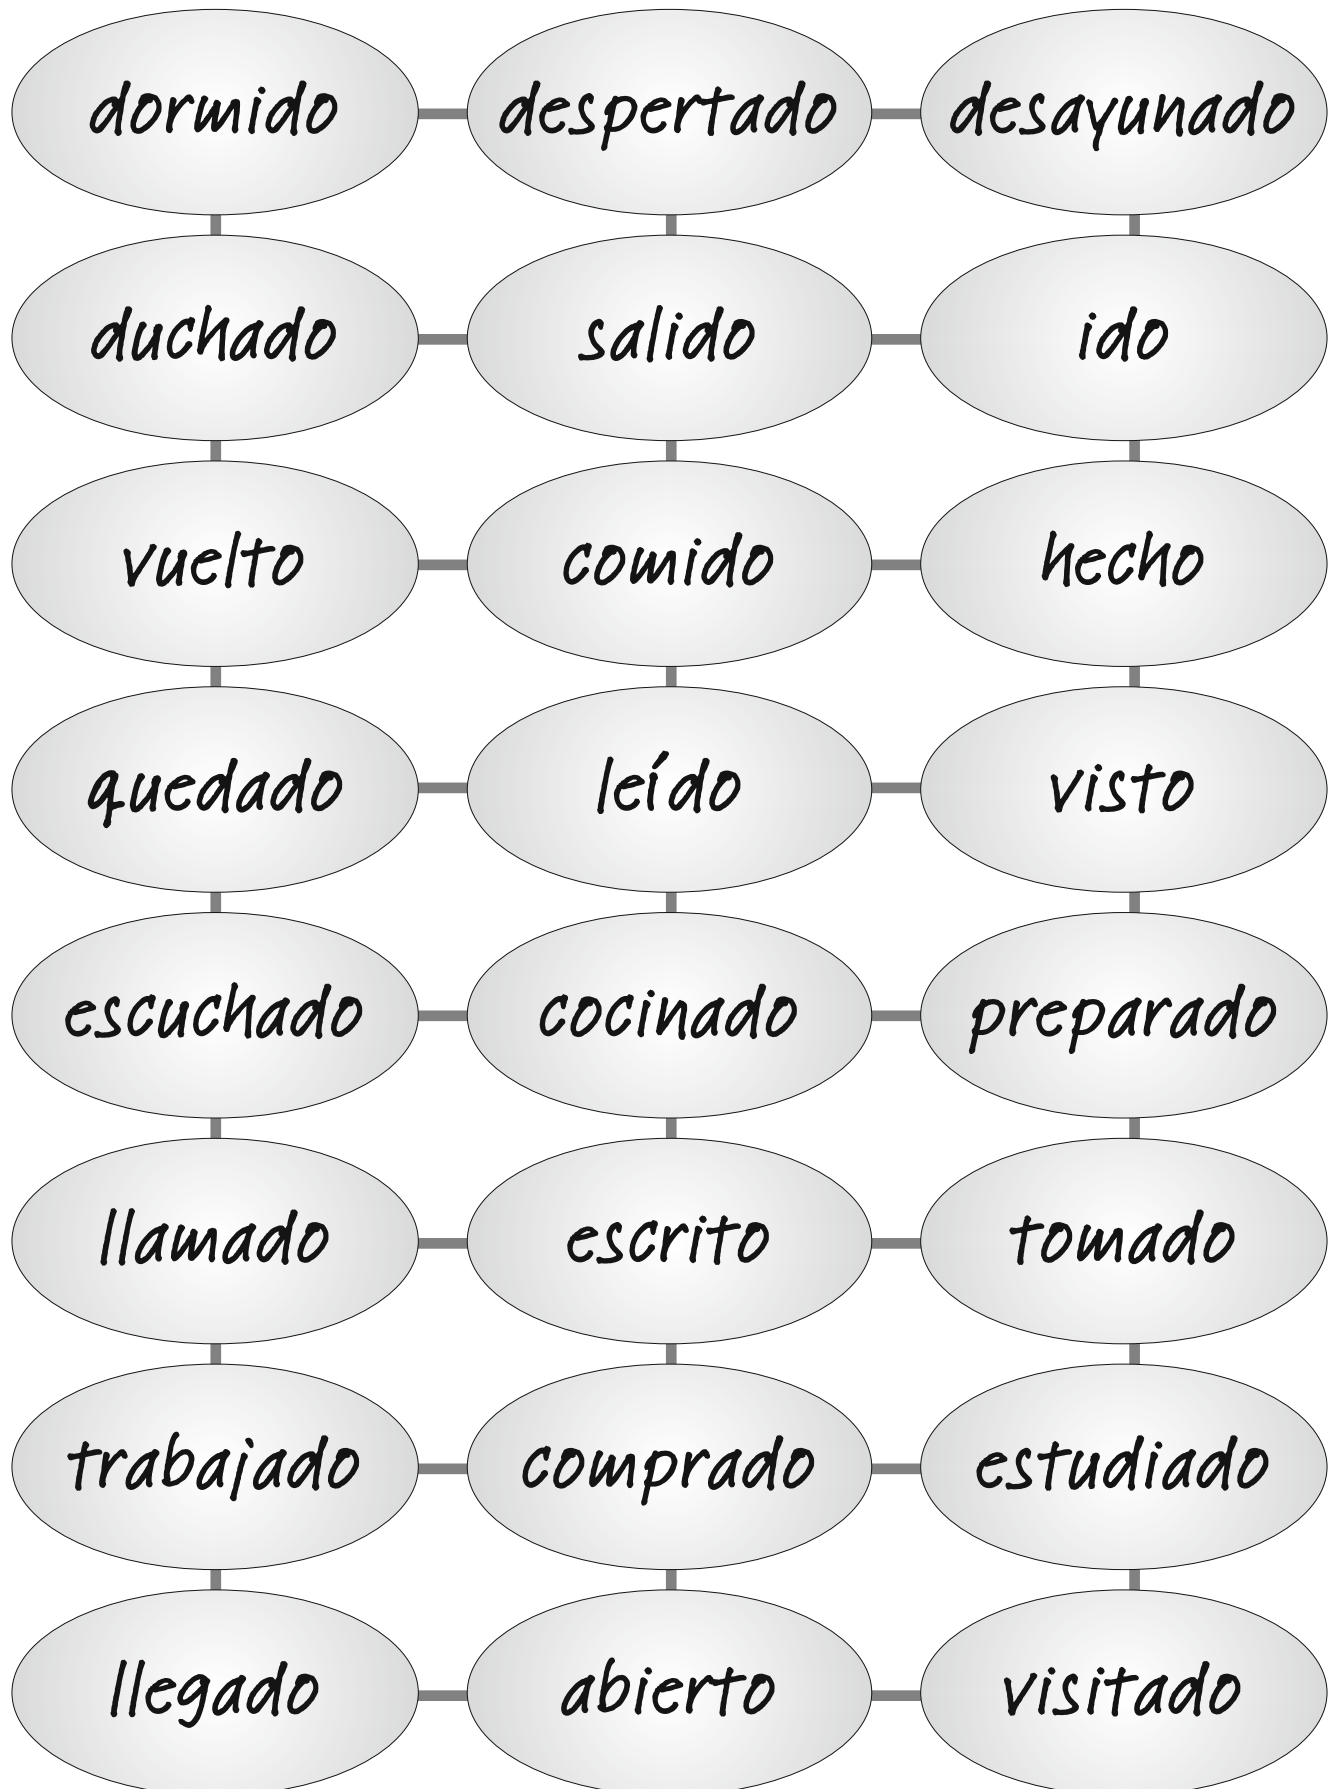 dormido despertado desayunado
duchado salido ido
vuelto comido hecho
quedado leído visto
escuchado cocinado preparado
llamado escrito tomado
trabajado comprado estudiado
llegado abierto visitado